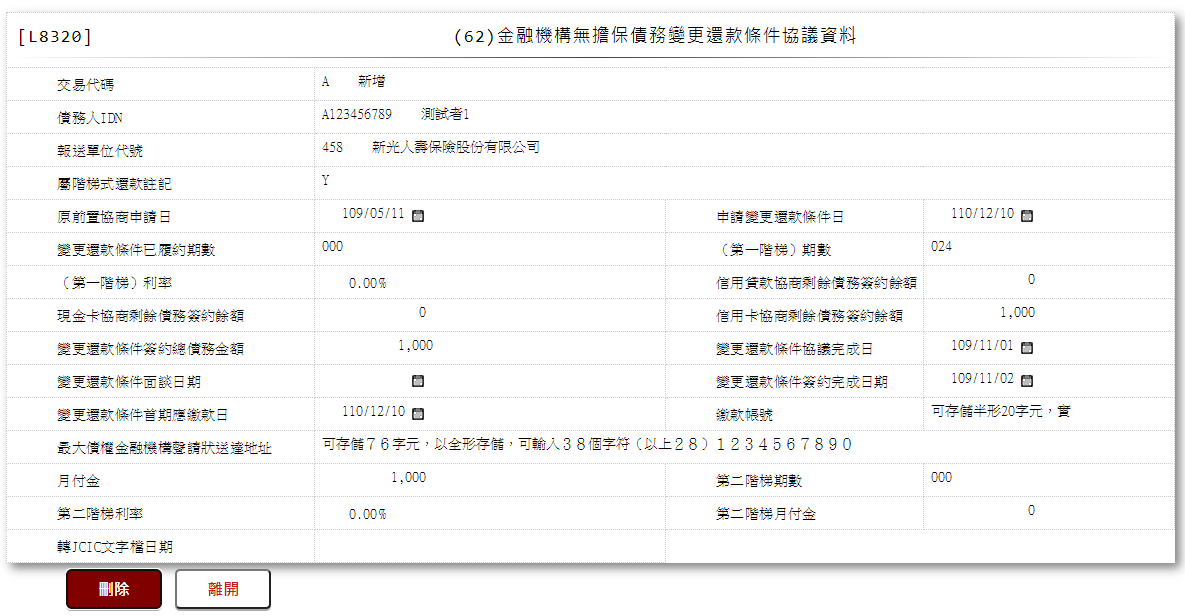 [L8320] (62)金融機構無擔保債務變更還款條件協議資料
交易代碼 A 新增
債務人IDN A123456789 測試者1
報送單位代號 458 新光人壽保險股份有限公司
屬階梯式還款註記 Y
原前置協商申請日 109/05/11 申請變更還款條件日 110/12/10
變更還款條件已履約期數 000 （第一階梯）期數 024
（第一階梯）利率 0.00% 信用貸款協商剩餘債務簽約餘額 0
現金卡協商剩餘債務簽約餘額 0 信用卡協商剩餘債務簽約餘額 1,000
變更還款條件簽約總債務金額 1,000 變更還款條件協議完成日 109/11/01
變更還款條件面談日期 變更還款條件簽約完成日期 109/11/02
變更還款條件首期應繳款日 110/12/10 繳款帳號 可存儲半形20字元，實
最大債權金融機構聲請狀送達地址 可存儲７６字元，以全形存儲，可輸入３８個字符（以上２８）１２３４５６７８９０
月付金 1,000 第二階梯期數 000
第二階梯利率 0.00% 第二階梯月付金 0
轉JCIC文字檔日期
刪除 離開